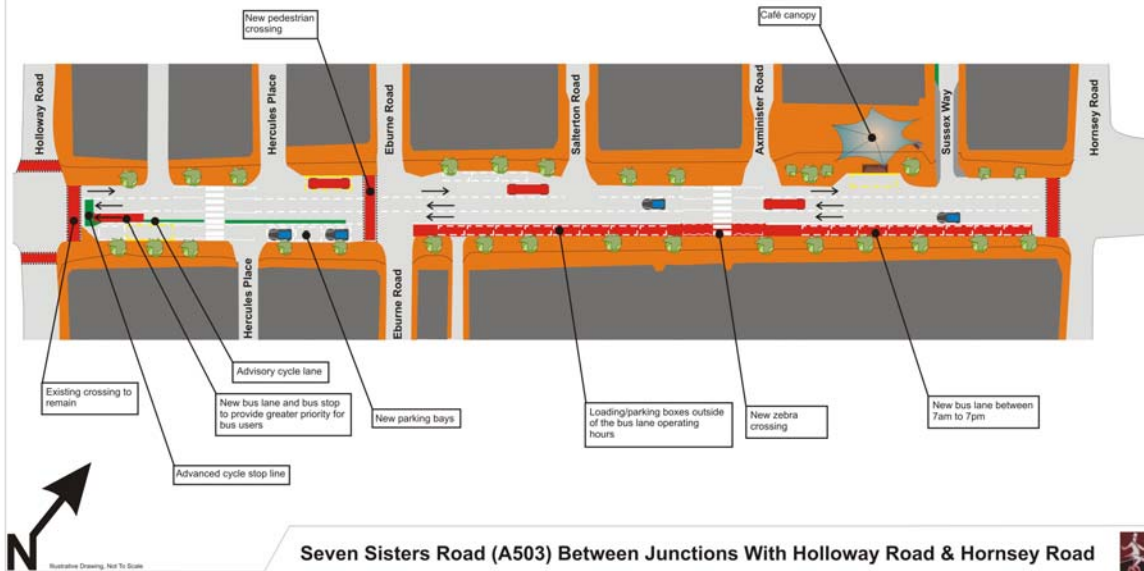 New pedestrian
crossing
Café canopy
Holloway Road
Hercules Place
Eburne Road
Salterton Road
Axminister Road
Sussex Way
Hornsey Road
Hercules Place
Eburne Road
Existing crossing to
remain
Advisory cycle lane
New bus lane and bus stop
to provide greater priority for
bus users
New parking bays
Loading/parking boxes outside
of the bus lane operating
hours
New zebra
crossing
New bus lane between
7am to 7pm
Advanced cycle stop line
N
Illustrative Drawing, Not To Scale
Seven Sisters Road (A503) Between Junctions With Holloway Road & Hornsey Road